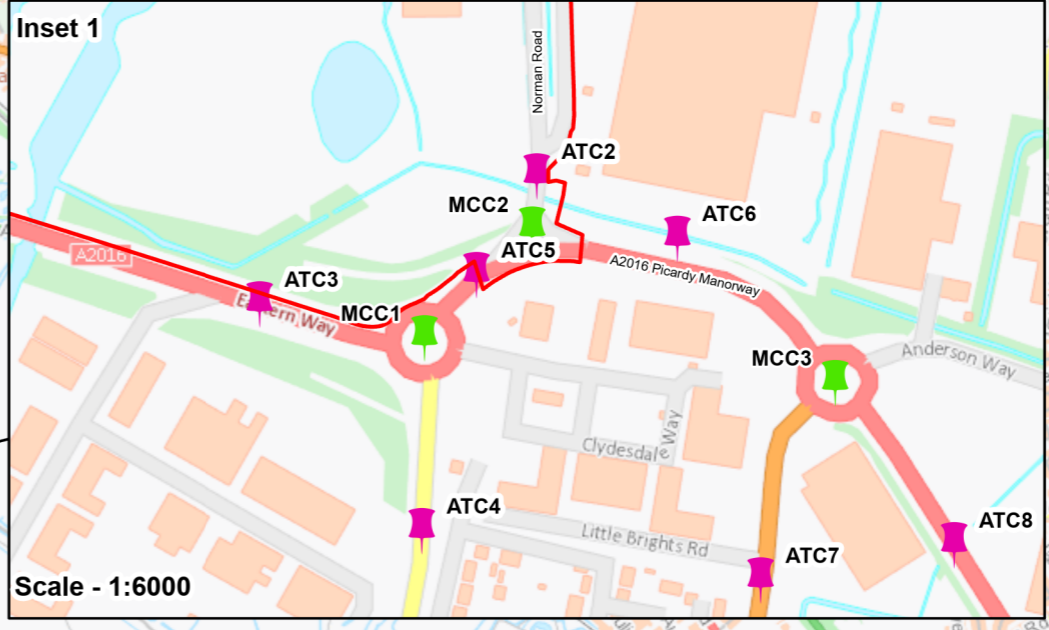 Inset 1
Norman Road
ATC2
MCC2
ATC6
ATC5
A2016
A2016 Picardy Manorway
ATC3
Eastern Way
MCC1
MCC3
Anderson Way
Clydesdale Way
ATC4
ATC8
Little Brights Rd
ATC7
Scale - 1:6000